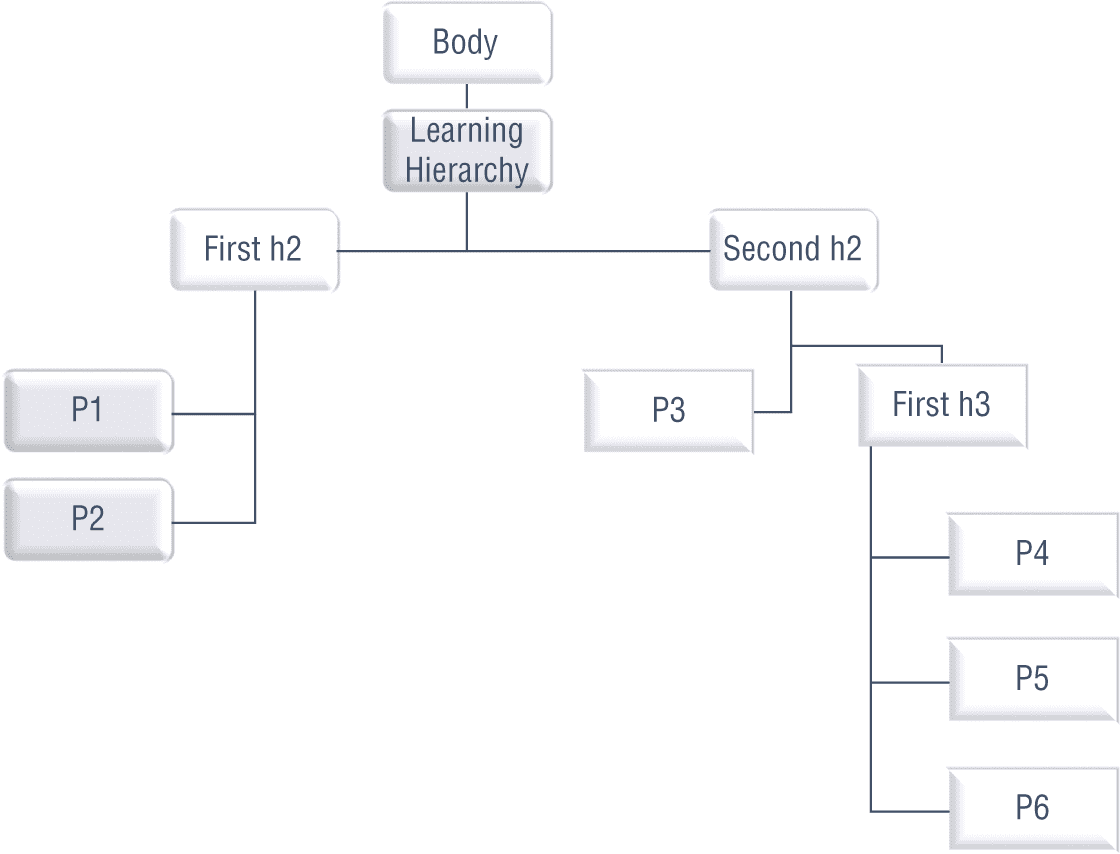 Body
Learning
Hierarchy
First h2
Second h2
P1
P2
P3
First h3
P4
P5
P6